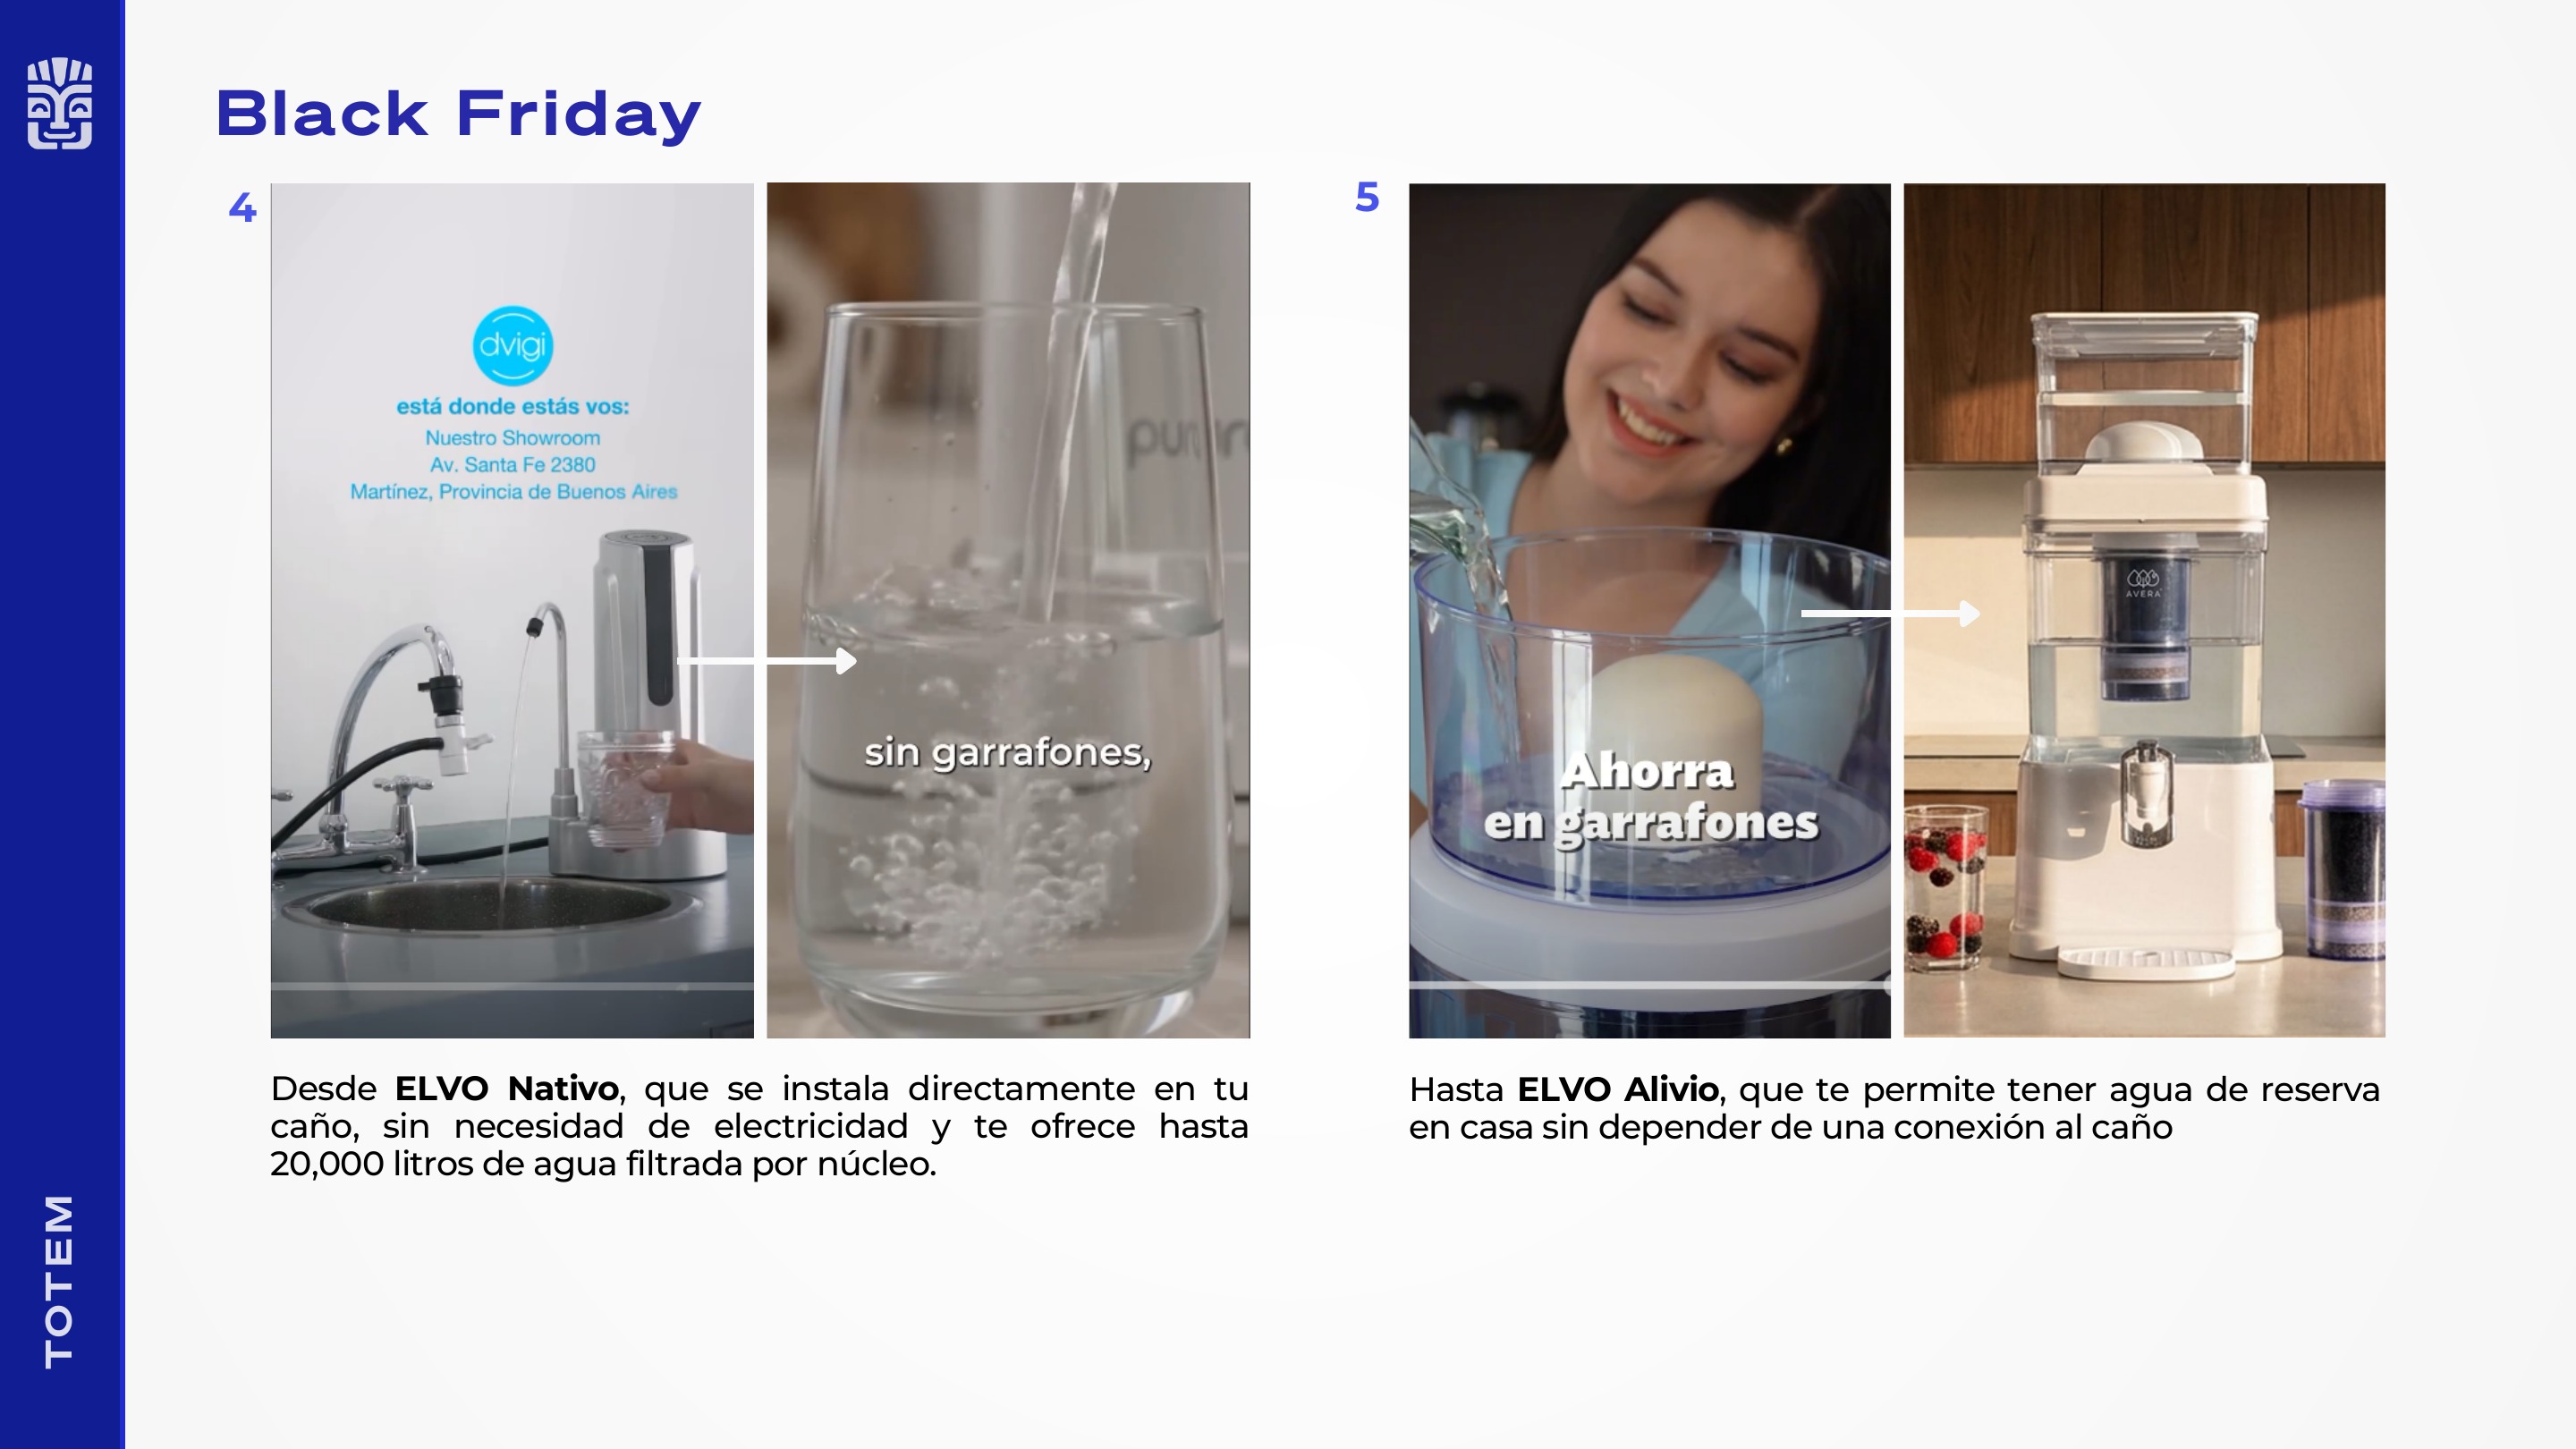 Black Friday
4
dvigi
está donde estás vos:
Nuestro Showroom
Av. Santa Fe 2380
Martínez, Provincia de Buenos Aires
sin garrafones,
Desde ELVO Nativo, que se instala directamente en tu
caño, sin necesidad de electricidad y te ofrece hasta
20,000 litros de agua filtrada por núcleo.
5
Ahorra
en garrafones
AVERA
Hasta ELVO Alivio, que te permite tener agua de reserva
en casa sin depender de una conexión al caño
TOTEM